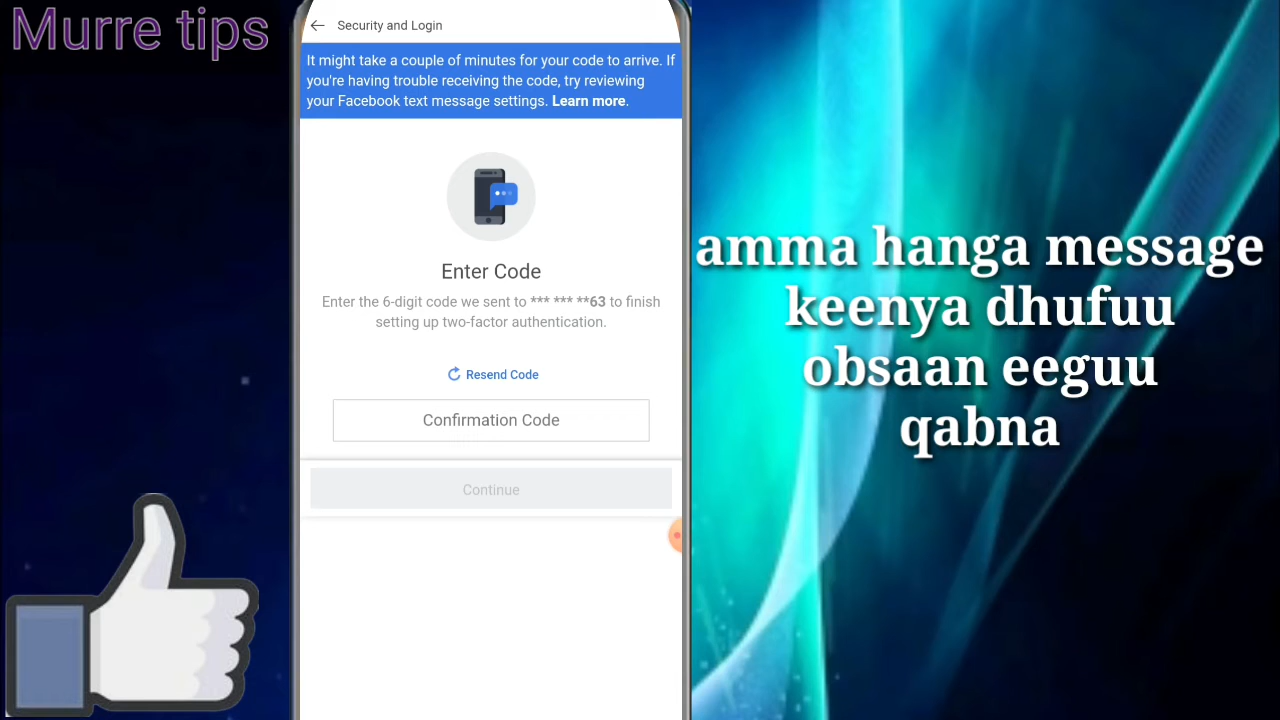 Murre tips
Security and Login
It might take a couple of minutes for your code to arrive. If
you're having trouble receiving the code, try reviewing
your Facebook text message settings. Learn more.
Enter Code
Enter the 6-digit code we sent to *** *** **63 to finish
setting up two-factor authentication.
Resend Code
Confirmation Code
Continue
amma hanga message
keenya dhufuu
obsaan eeguu
qabna